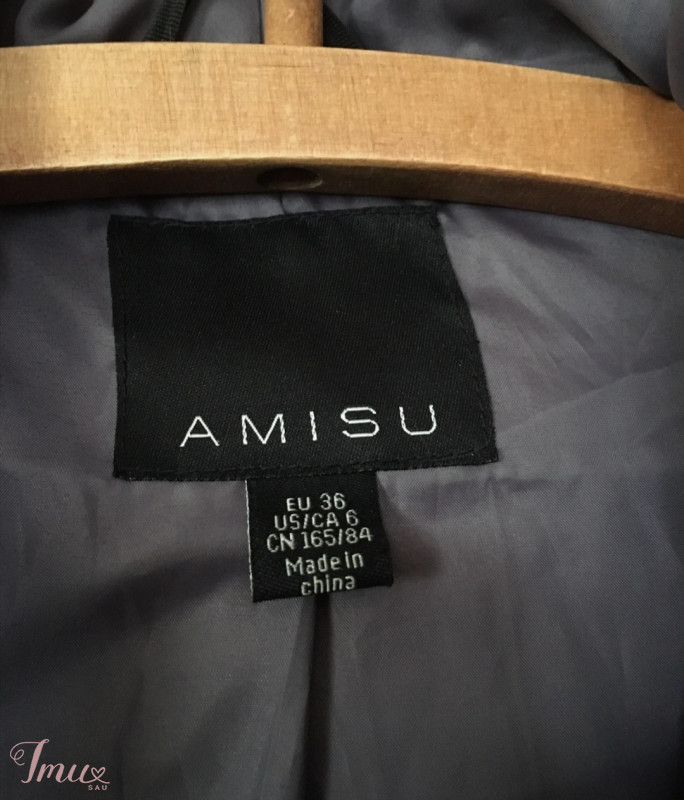 AMISU
EU 36
US/CA 6
CN 165/84
Made in
china
Imu
SAU